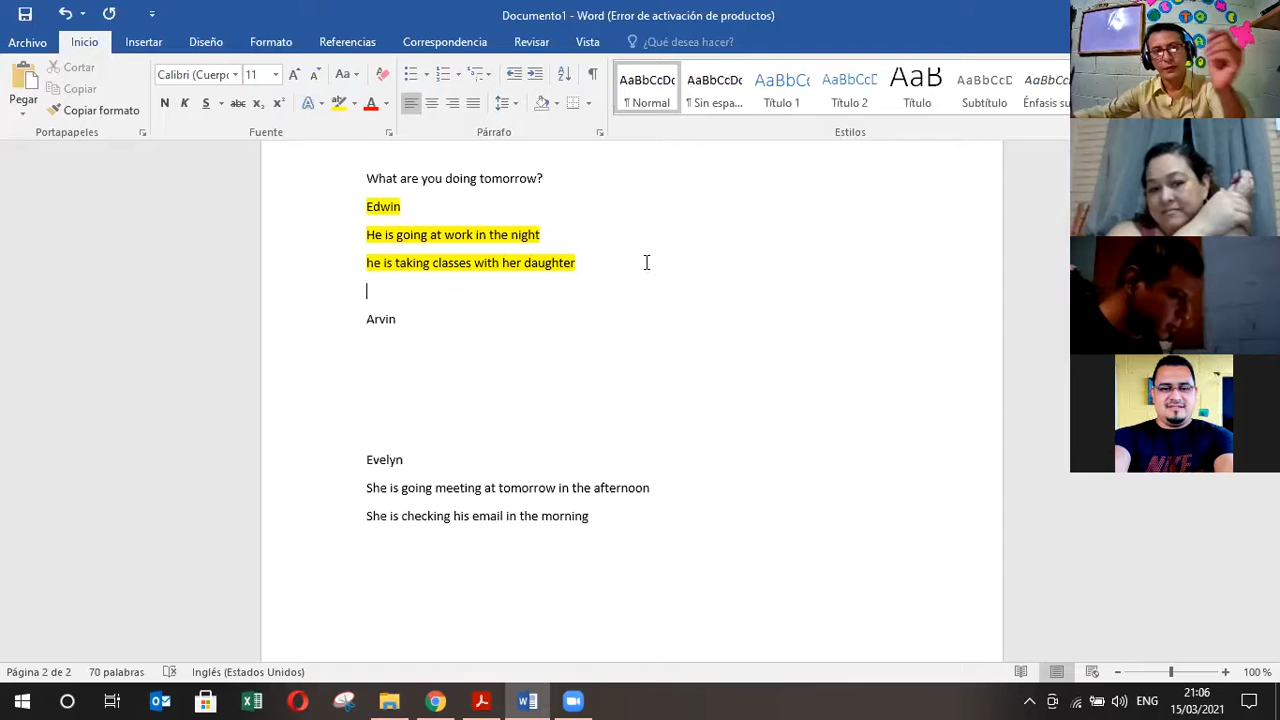 Documento1 - Word (Error de activación de productos)
Archivo Inicio Insertar Diseño Formato Referencias Correspondencia Revisar Vista ¿Qué desea hacer?
Pegar
Cortar
Copiar
Copiar formato
Portapapeles
Calibri (Cuerpo 11
Fuente
Párrafo
AaBbCcDc AaBbCcDc AaBbCcD AaBbCcD AaB AaBbCcD AaBbCcD
¶ Normal ¶ Sin espa... Título 1 Título 2 Título Subtítulo Énfasis su
Estilos
What are you doing tomorrow?
Edwin
He is going at work in the night
he is taking classes with her daughter
Arvin
Evelyn
She is going meeting at tomorrow in the afternoon
She is checking his email in the morning
Página 2 de 2 70 palabras Inglés (Estados Unidos) 100 %
ENG
21:06
15/03/2021
NIKE